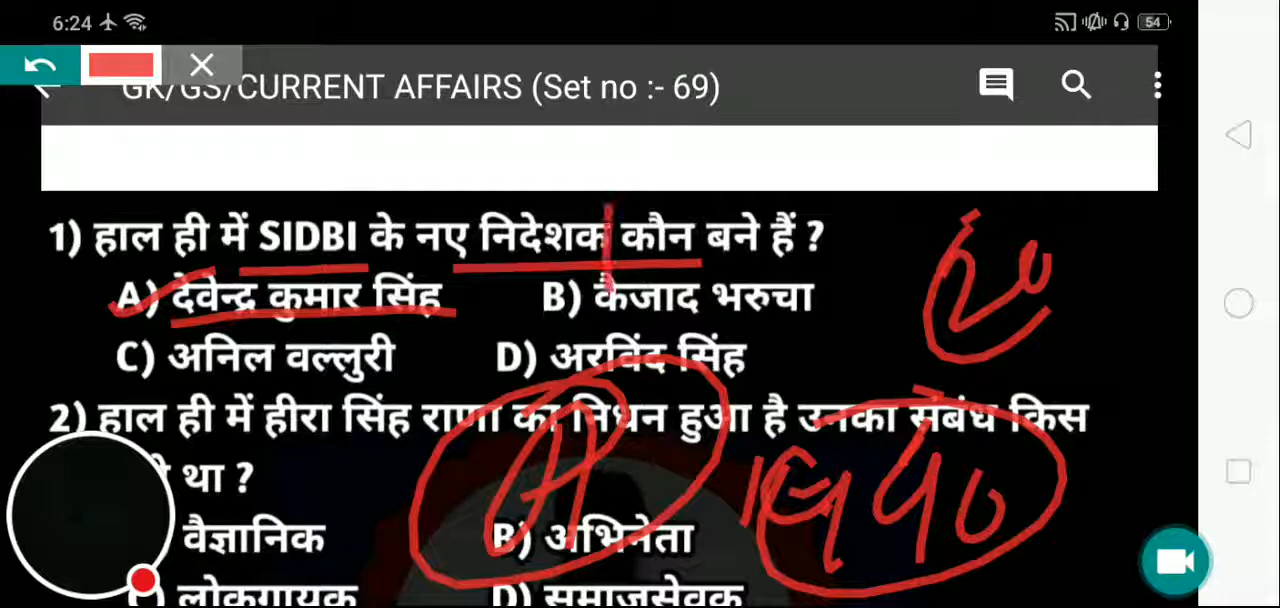 6:24
54
GK/GS/CURRENT AFFAIRS (Set no :- 69)
1) हाल ही में SIDBI के नए निदेशक कौन बने हैं ?
A) देवेन्द्र कुमार सिंह B) कैजाद भरुचा
C) अनिल वल्लुरी D) अरविंद सिंह
2) हाल ही में हीरा सिंह राणा का निधन हुआ है उनका संबंध किस
था ?
वैज्ञानिक B) अभिनेता
C) लोकगायक D) समाजसेवक